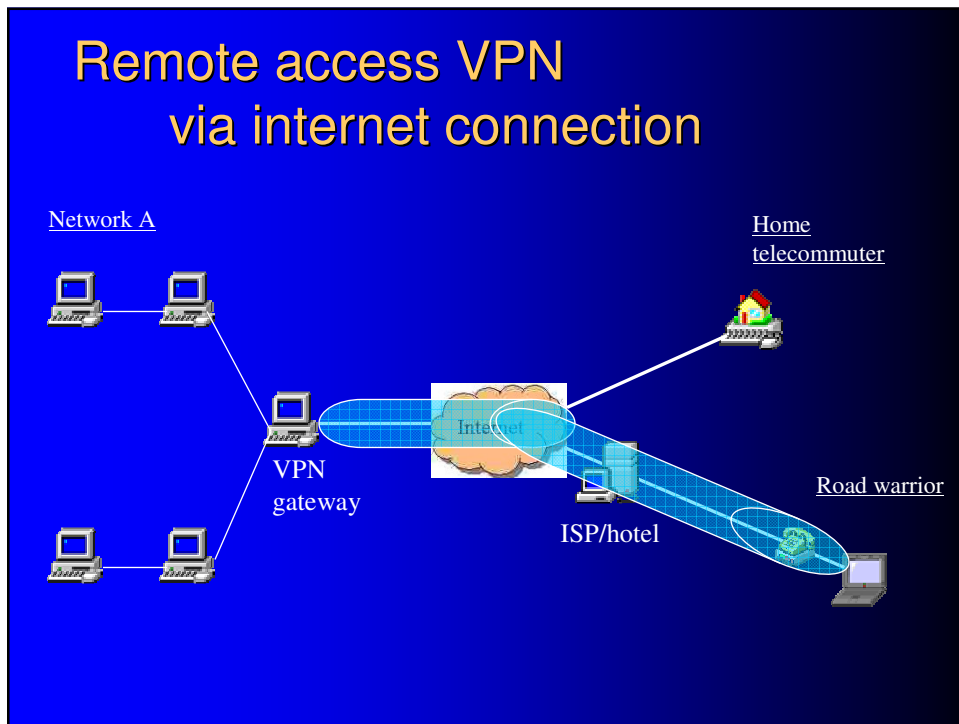 Remote access VPN
via internet connection
Network A
Home
telecommuter
Internet
VPN
gateway
Road warrior
ISP/hotel